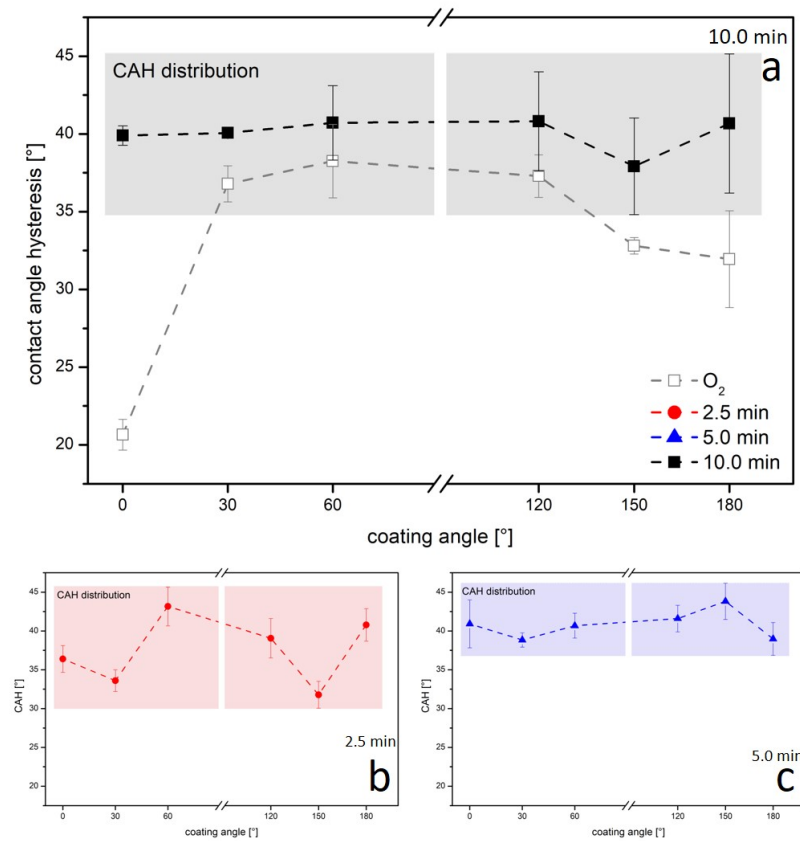 10.0 min
a
CAH distribution
contact angle hysteresis [°]
45
40
35
30
25
20
O₂
2.5 min
5.0 min
10.0 min
0 30 60 120 150 180
coating angle [°]
CAH distribution
CAH [°]
45
40
35
30
25
20
2.5 min
b
0 30 60 120 150 180
coating angle [°]
CAH distribution
CAH [°]
45
40
35
30
25
20
5.0 min
c
0 30 60 120 150 180
coating angle [°]